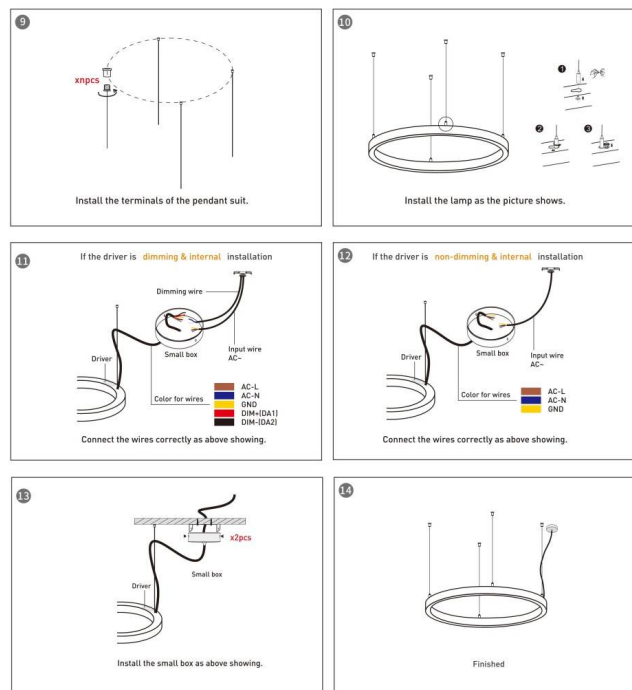 9
xnpcs
Install the terminals of the pendant suit.
10
1
2
3
Install the lamp as the picture shows.
11
If the driver is dimming & internal installation
Dimming wire
Small box
Input wire
AC~
Driver
Color for wires
AC-L
AC-N
GND
DIM+(DA1)
DIM-(DA2)
Connect the wires correctly as above showing.
12
If the driver is non-dimming & internal installation
Small box
Input wire
AC~
Driver
Color for wires
AC-L
AC-N
GND
Connect the wires correctly as above showing.
13
x2pcs
Small box
Driver
Install the small box as above showing.
14
Finished